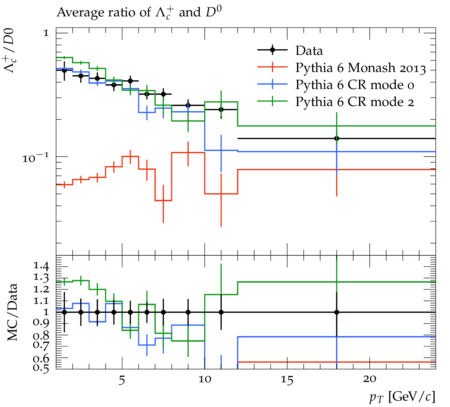 Average ratio of Λc⁺ and D⁰
Λc⁺/D0
1
10⁻¹
Data
Pythia 6 Monash 2013
Pythia 6 CR mode 0
Pythia 6 CR mode 2
MC/Data
1.4
1.3
1.2
1.1
1
0.9
0.8
0.7
0.6
0.5
5 10 15 20
pT [GeV/c]